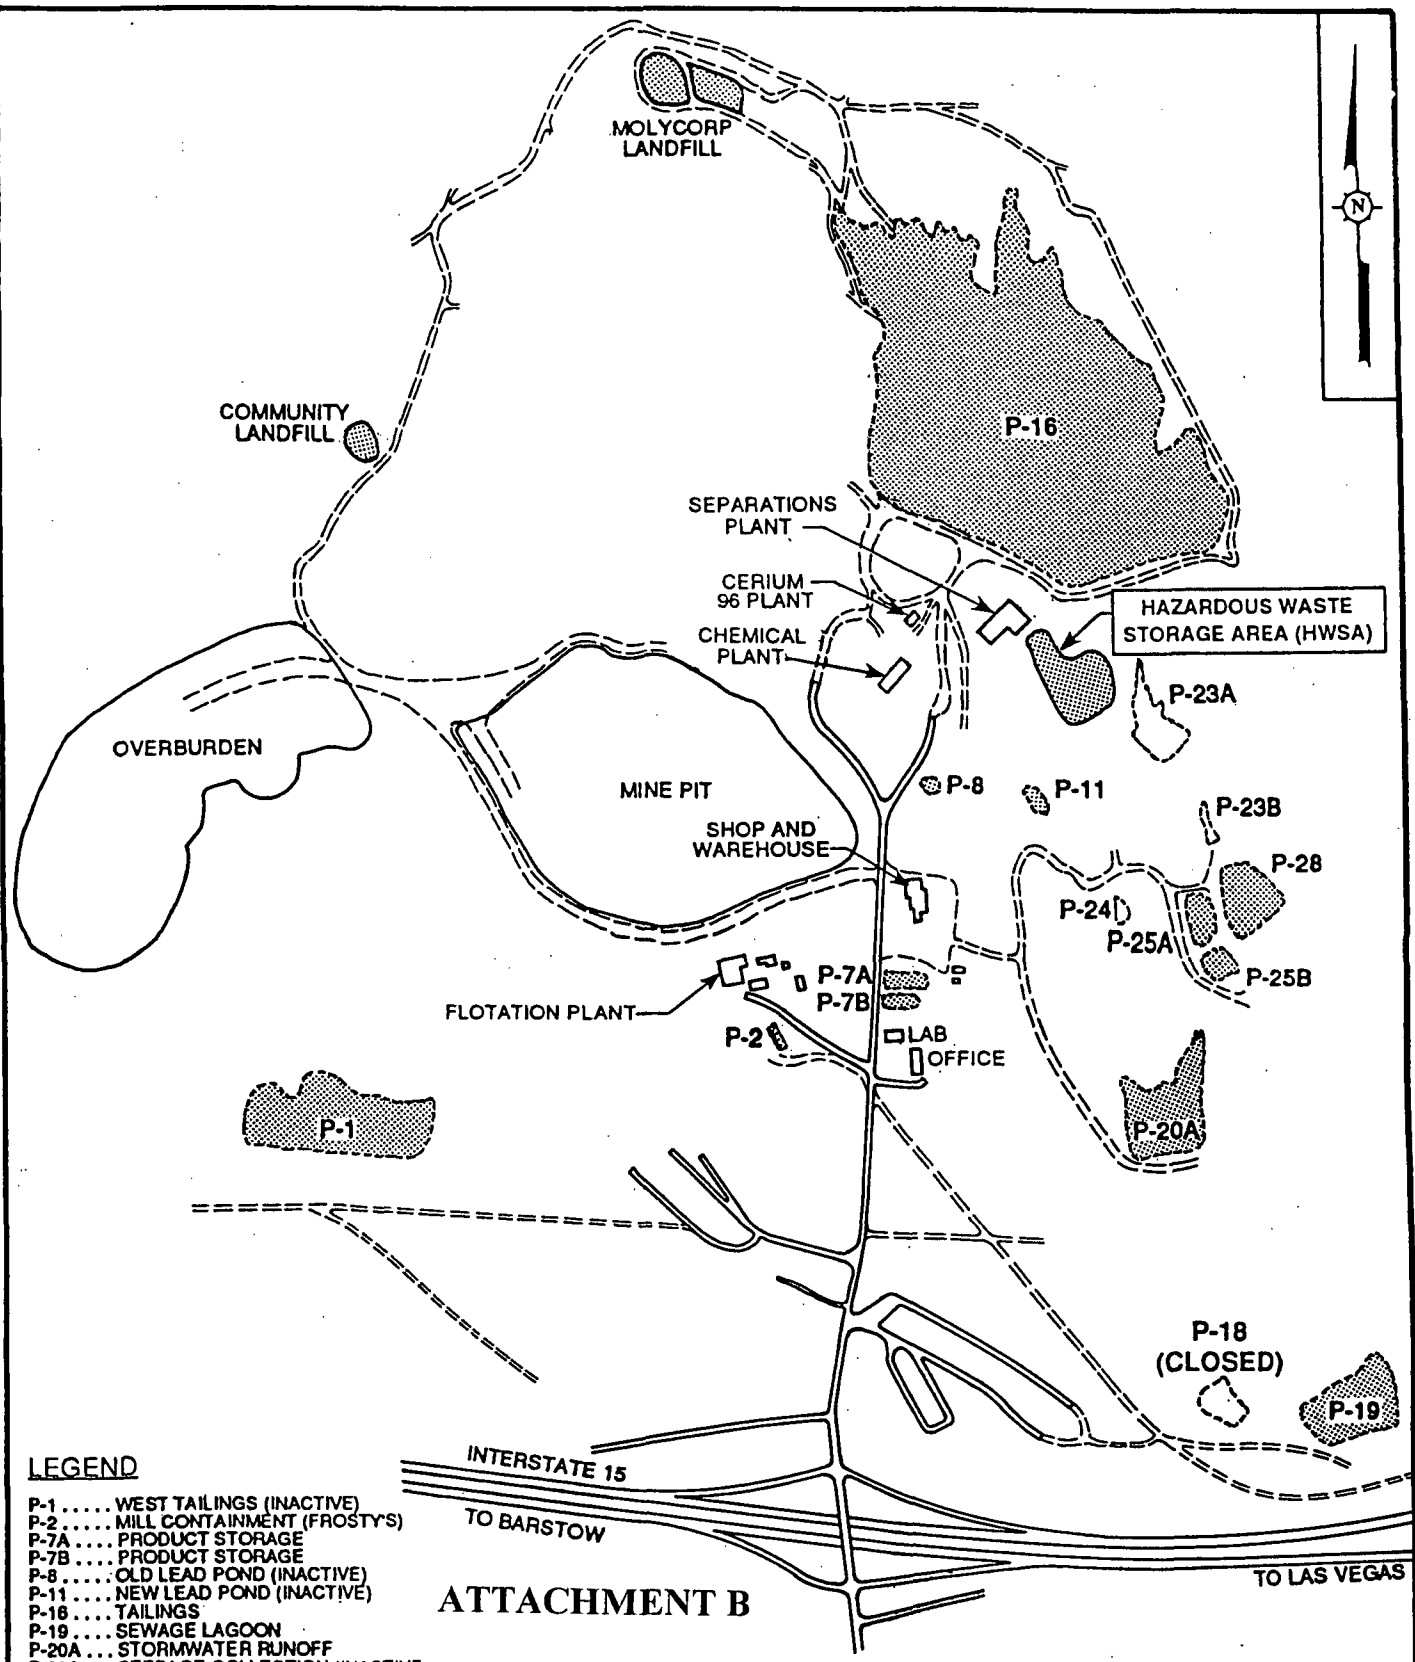 MOLYCORP
LANDFILL
N
COMMUNITY
LANDFILL
P-16
SEPARATIONS
PLANT
CERIUM
96 PLANT
HAZARDOUS WASTE
STORAGE AREA (HWSA)
CHEMICAL
PLANT
P-23A
OVERBURDEN
MINE PIT
P-8
P-11
P-23B
SHOP AND
WAREHOUSE
P-28
P-24
P-25A
P-7A
P-25B
P-7B
FLOTATION PLANT
P-2
LAB
OFFICE
P-1
P-20A
P-18
(CLOSED)
P-19
INTERSTATE 15
TO BARSTOW
TO LAS VEGAS
LEGEND
P-1 ..... WEST TAILINGS (INACTIVE)
P-2 ..... MILL CONTAINMENT (FROSTY'S)
P-7A .... PRODUCT STORAGE
P-7B .... PRODUCT STORAGE
P-8 ..... OLD LEAD POND (INACTIVE)
P-11 .... NEW LEAD POND (INACTIVE)
P-16 .... TAILINGS
P-19 .... SEWAGE LAGOON
P-20A ... STORMWATER RUNOFF
ATTACHMENT B